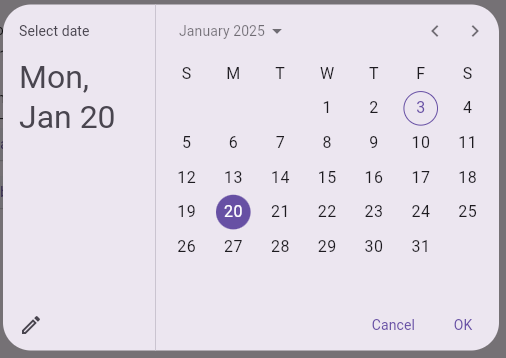 Select date
Mon,
Jan 20
January 2025
S M T W T F S
1 2 3 4
5 6 7 8 9 10 11
12 13 14 15 16 17 18
19 20 21 22 23 24 25
26 27 28 29 30 31
Cancel OK